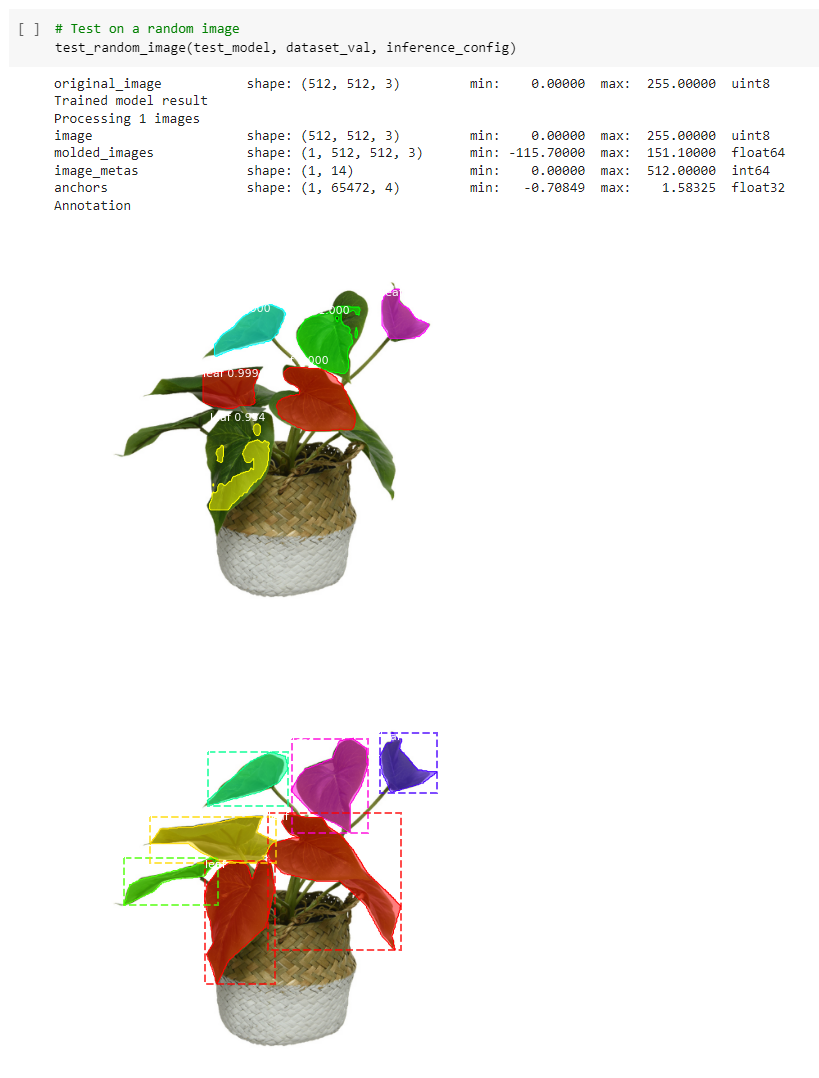 [ ] # Test on a random image
test_random_image(test_model, dataset_val, inference_config)
original_image shape: (512, 512, 3) min: 0.00000 max: 255.00000 uint8
Trained model result
Processing 1 images
image shape: (512, 512, 3) min: 0.00000 max: 255.00000 uint8
molded_images shape: (1, 512, 512, 3) min: -115.70000 max: 151.10000 float64
image_metas shape: (1, 14) min: 0.00000 max: 512.00000 int64
anchors shape: (1, 65472, 4) min: -0.70849 max: 1.58325 float32
Annotation
leaf 0.994
leaf